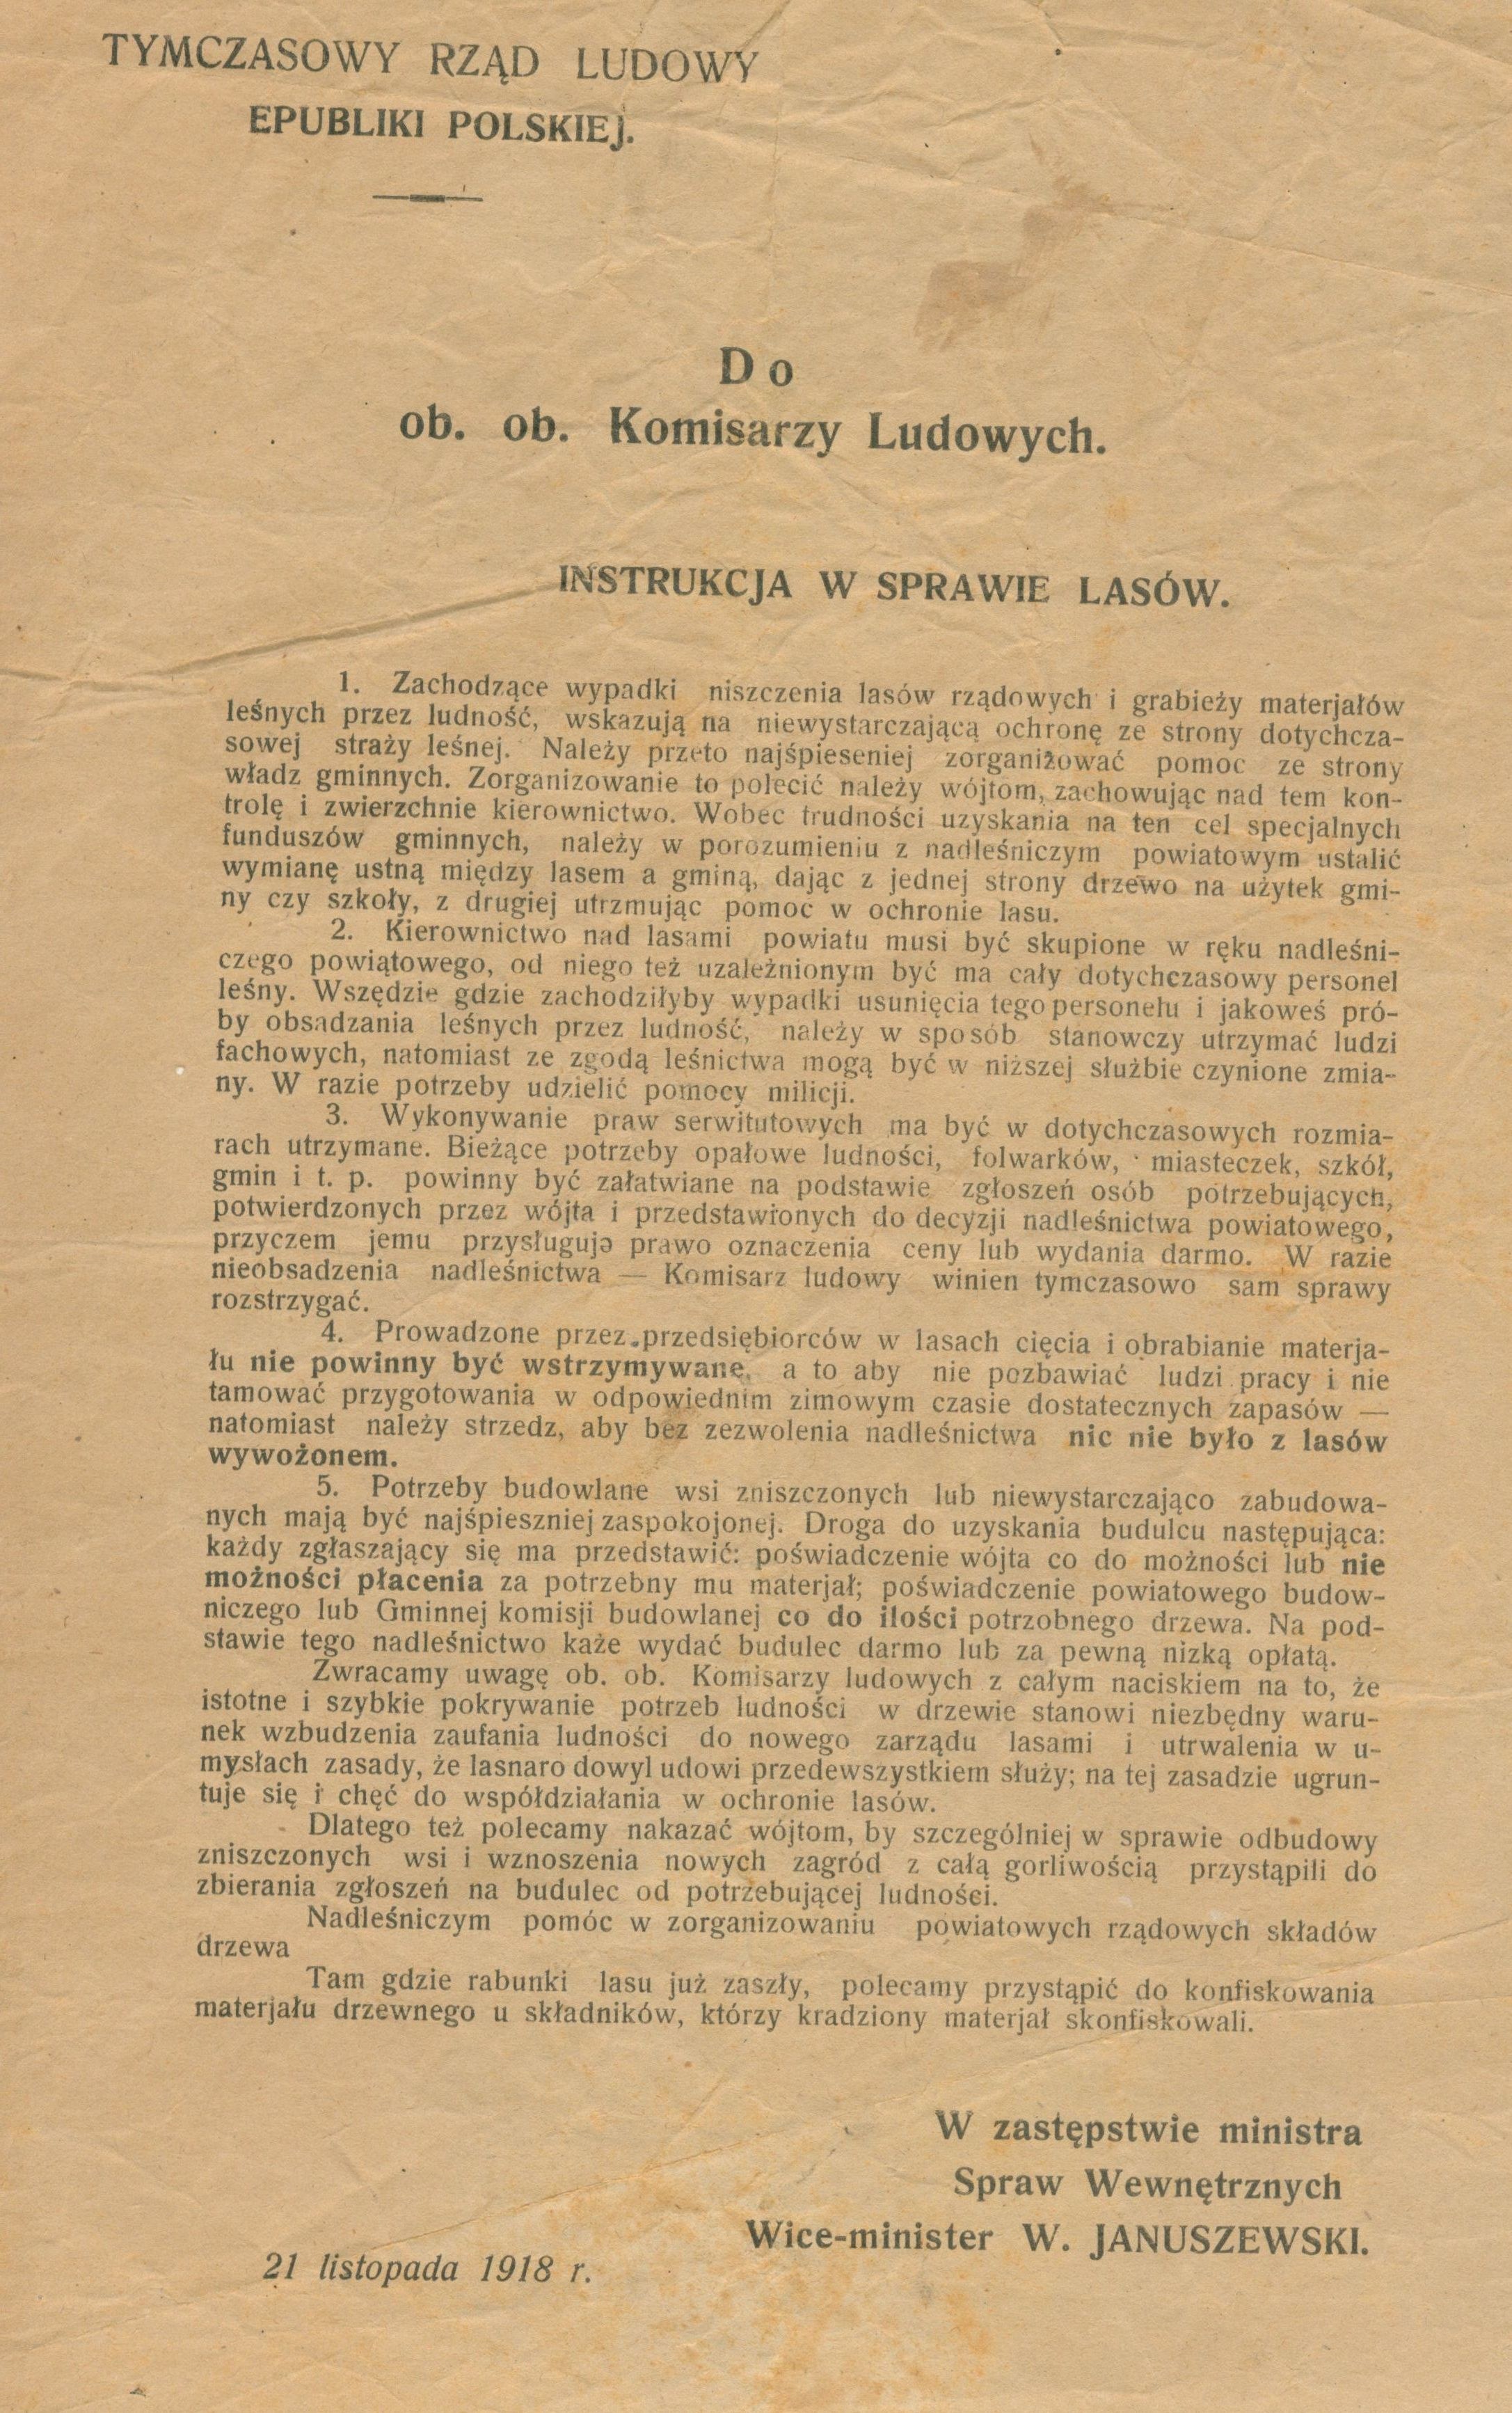 TYMCZASOWY RZĄD LUDOWY
EPUBLIKI POLSKIEJ.
Do
ob. ob. Komisarzy Ludowych.
INSTRUKCJA W SPRAWIE LASÓW.
1. Zachodzące wypadki niszczenia lasów rządowych i grabieży materjałów
leśnych przez ludność, wskazują na niewystarczającą ochronę ze strony dotychcza-
sowej straży leśnej. Należy przeto najśpieseniej zorganizować pomoc ze strony
władz gminnych. Zorganizowanie to polecić należy wójtom, zachowując nad tem kon-
trolę i zwierzchnie kierownictwo. Wobec trudności uzyskania na ten cel specjalnych
funduszów gminnych, należy w porozumieniu z nadleśniczym powiatowym ustalić
wymianę ustną między lasem a gminą, dając z jednej strony drzewo na użytek gmi-
ny czy szkoły, z drugiej utrzmując pomoc w ochronie lasu.
2. Kierownictwo nad lasami powiatu musi być skupione w ręku nadleśni-
czego powiątowego, od niego też uzależnionym być ma cały dotychczasowy personel
leśny. Wszędzie gdzie zachodziłyby wypadki usunięcia tego personelu i jakoweś pró-
by obsadzania leśnych przez ludność, należy w sposób stanowczy utrzymać ludzi
fachowych, natomiast ze zgodą leśnictwa mogą być w niższej służbie czynione zmia-
ny. W razie potrzeby udzielić pomocy milicji.
3. Wykonywanie praw serwitutowych ma być w dotychczasowych rozmia-
rach utrzymane. Bieżące potrzeby opałowe ludności, folwarków, miasteczek, szkół,
gmin i t. p. powinny być załatwiane na podstawie zgłoszeń osób potrzebujących,
potwierdzonych przez wójta i przedstawionych do decyzji nadleśnictwa powiatowego,
przyczem jemu przysługuje prawo oznaczenia ceny lub wydania darmo. W razie
nieobsadzenia nadleśnictwa — Komisarz ludowy winien tymczasowo sam sprawy
rozstrzygać.
4. Prowadzone przez przedsiębiorców w lasach cięcia i obrabianie materja-
łu nie powinny być wstrzymywane, a to aby nie pozbawiać ludzi pracy i nie
tamować przygotowania w odpowiednim zimowym czasie dostatecznych zapasów —
natomiast należy strzedz, aby bez zezwolenia nadleśnictwa nic nie było z lasów
wywożonem.
5. Potrzeby budowlane wsi zniszczonych lub niewystarczająco zabudowa-
nych mają być najśpieszniej zaspokojonej. Droga do uzyskania budulcu następująca:
każdy zgłaszający się ma przedstawić: poświadczenie wójta co do możności lub nie
możności płacenia za potrzebny mu materjał; poświadczenie powiatowego budow-
niczego lub Gminnej komisji budowlanej co do ilości potrzobnego drzewa. Na pod-
stawie tego nadleśnictwo każe wydać budulec darmo lub za pewną nizką opłatą.
Zwracamy uwagę ob. ob. Komisarzy ludowych z całym naciskiem na to, że
istotne i szybkie pokrywanie potrzeb ludności w drzewie stanowi niezbędny waru-
nek wzbudzenia zaufania ludności do nowego zarządu lasami i utrwalenia w u-
mysłach zasady, że lasnaro dowyl udowi przedewszystkiem służy; na tej zasadzie ugrun-
tuje się i chęć do współdziałania w ochronie lasów.
Dlatego też polecamy nakazać wójtom, by szczególniej w sprawie odbudowy
zniszczonych wsi i wznoszenia nowych zagród z całą gorliwością przystąpili do
zbierania zgłoszeń na budulec od potrzebującej ludności.
Nadleśniczym pomóc w zorganizowaniu powiatowych rządowych składów
drzewa
Tam gdzie rabunki lasu już zaszły, polecamy przystąpić do konfiskowania
materjału drzewnego u składników, którzy kradziony materjał skonfiskowali.
W zastępstwie ministra
Spraw Wewnętrznych
Wice-minister W. JANUSZEWSKI.
21 listopada 1918 r.